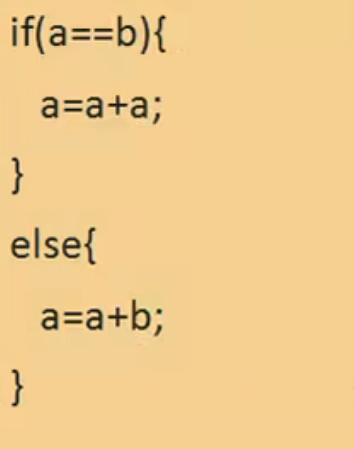 if(a==b){
a=a+a;
}
else{
a=a+b;
}